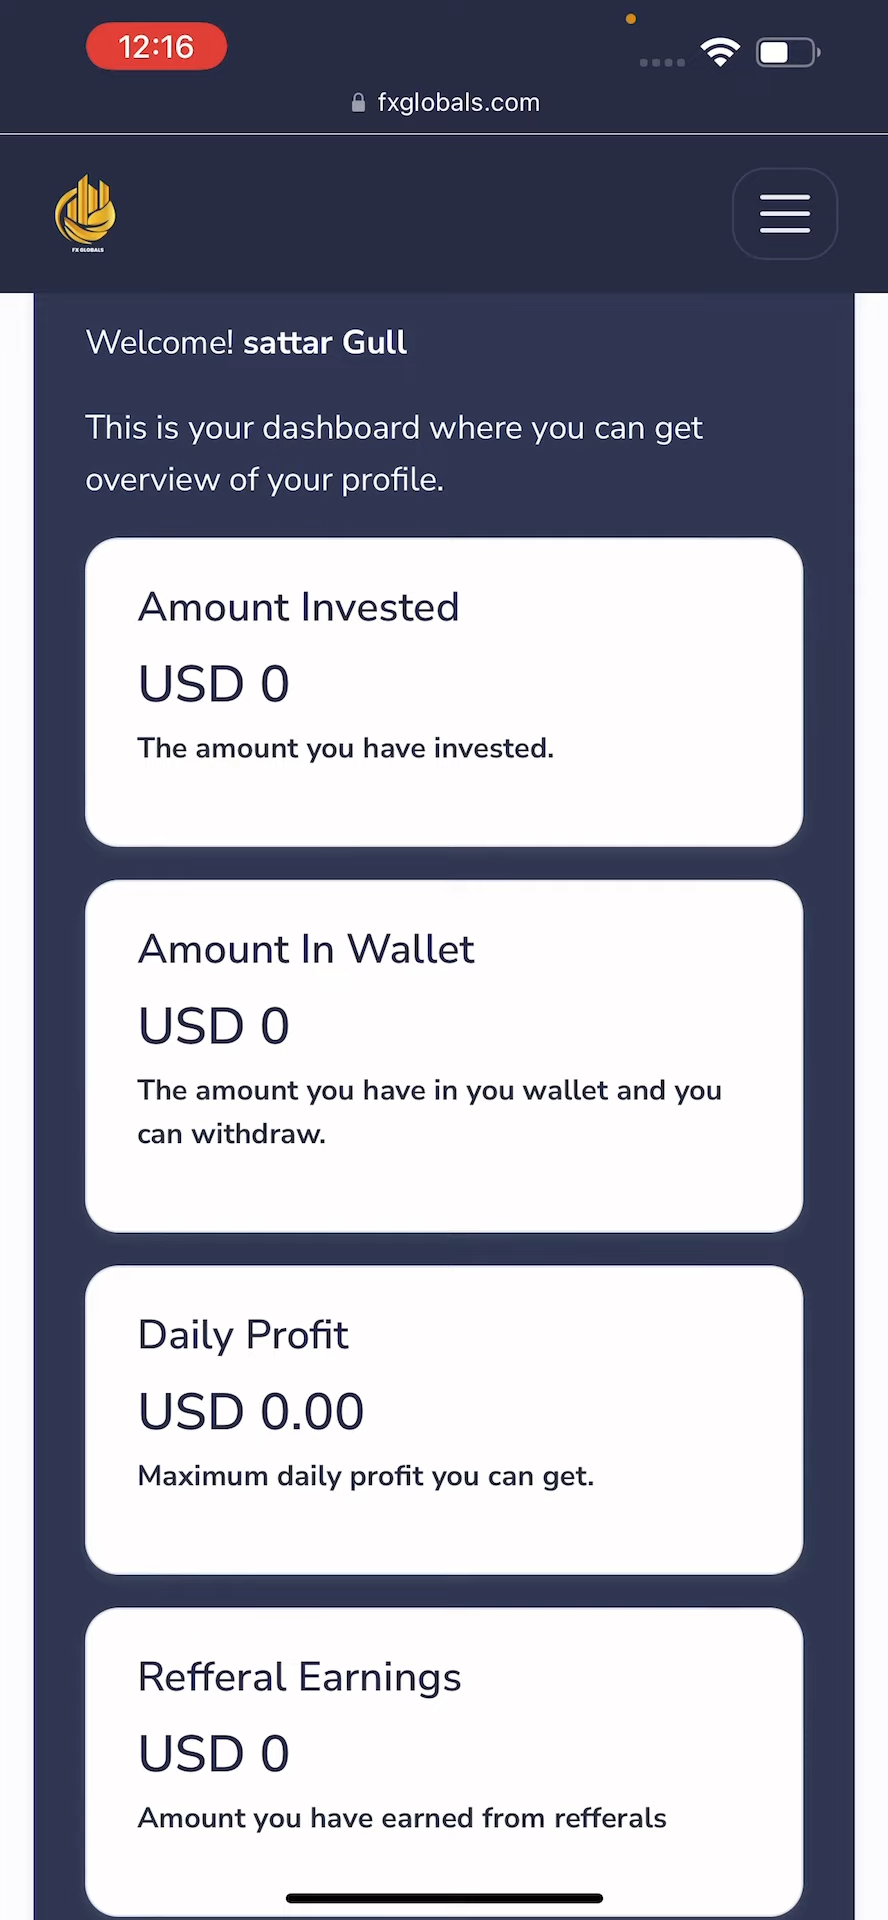 12:16
fxglobals.com
FX GLOBALS
Welcome! sattar Gull
This is your dashboard where you can get
overview of your profile.
Amount Invested
USD 0
The amount you have invested.
Amount In Wallet
USD 0
The amount you have in you wallet and you
can withdraw.
Daily Profit
USD 0.00
Maximum daily profit you can get.
Refferal Earnings
USD 0
Amount you have earned from refferals